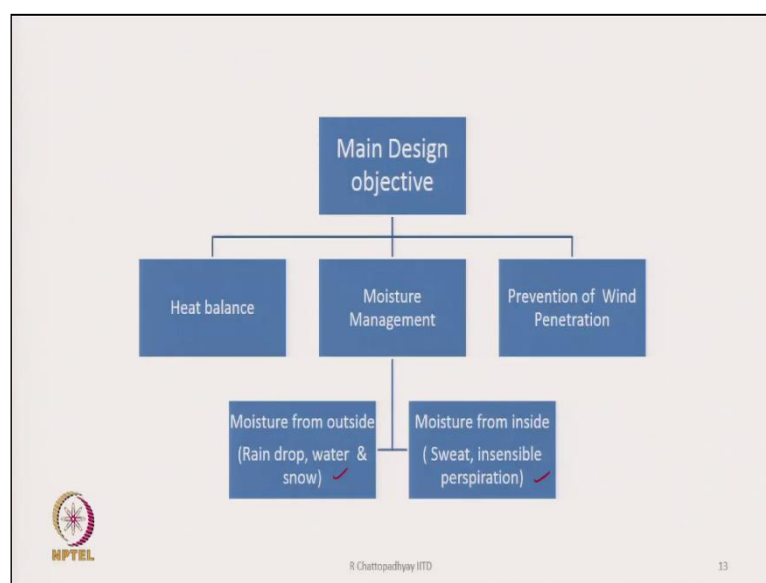 Main Design
objective
Heat balance
Moisture
Management
Prevention of Wind
Penetration
Moisture from outside
(Rain drop, water &
snow)
Moisture from inside
( Sweat, insensible
perspiration)
NPTEL
R Chattopadhyay IITD
13